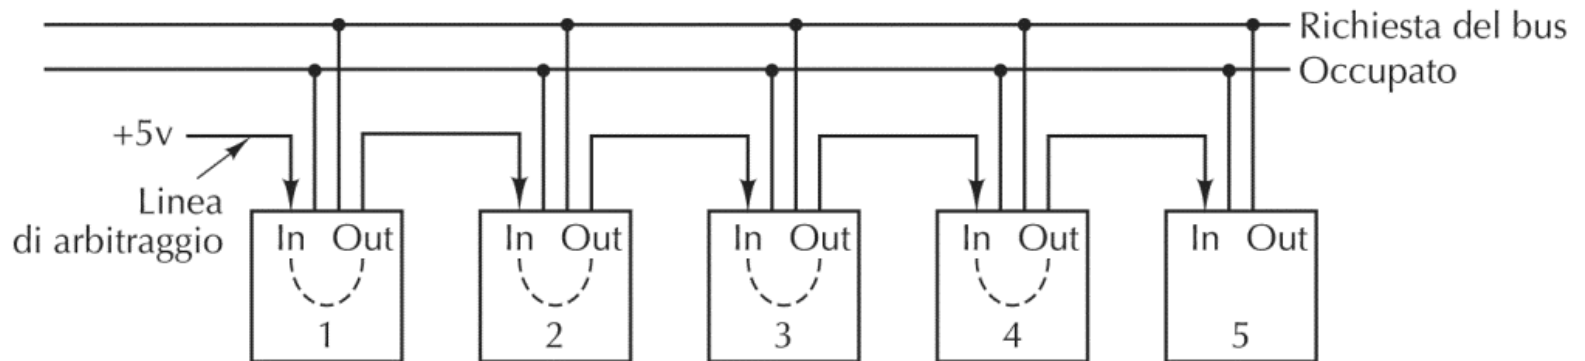 Richiesta del bus
Occupato
+5v
Linea
di arbitraggio
In Out In Out In Out In Out In Out
1 2 3 4 5